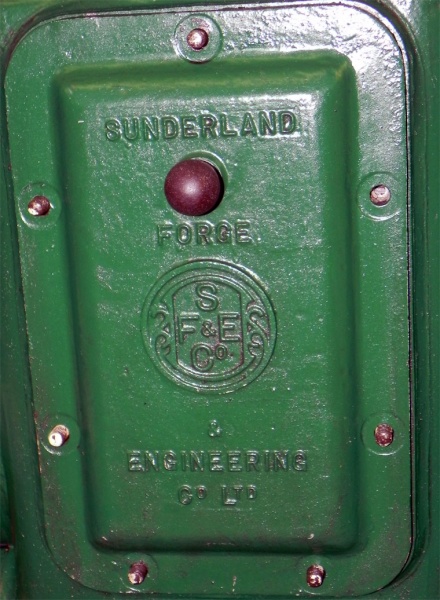 SUNDERLAND
FORGE
S
F & E
Co.
&
ENGINEERING
Co LTD